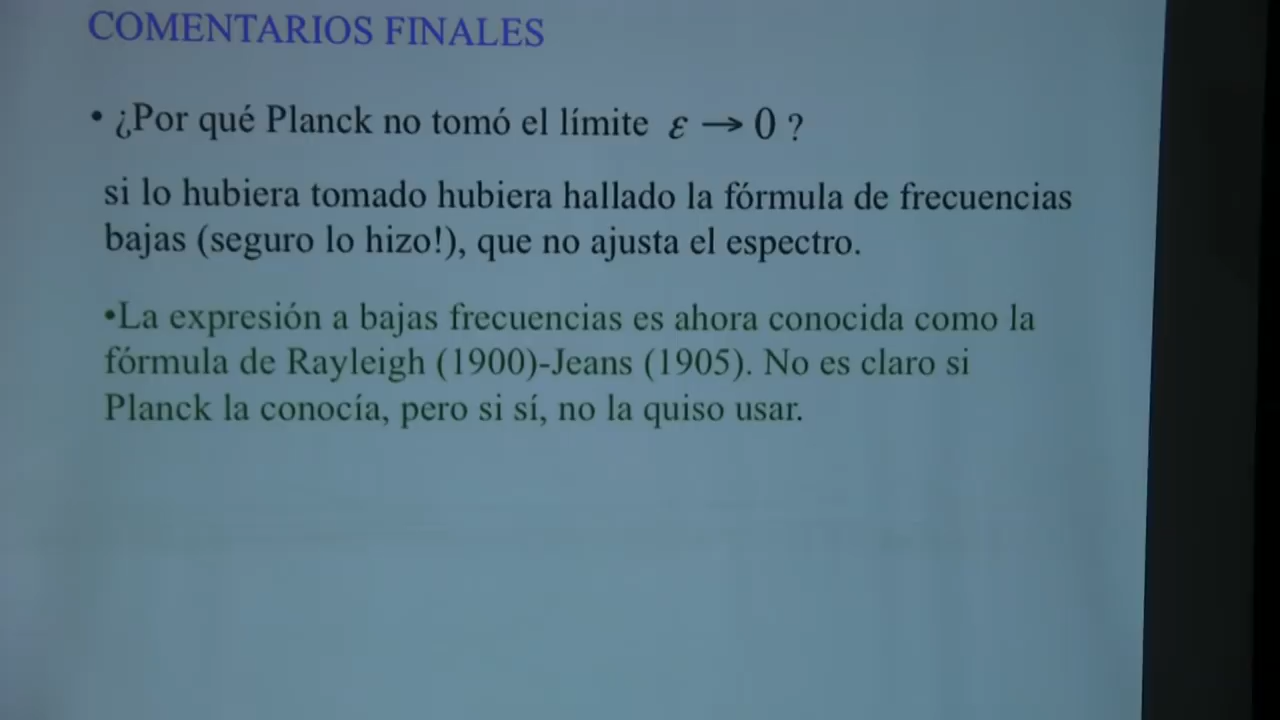 COMENTARIOS FINALES
• ¿Por qué Planck no tomó el límite ε → 0 ?
si lo hubiera tomado hubiera hallado la fórmula de frecuencias
bajas (seguro lo hizo!), que no ajusta el espectro.
•La expresión a bajas frecuencias es ahora conocida como la
fórmula de Rayleigh (1900)-Jeans (1905). No es claro si
Planck la conocía, pero si sí, no la quiso usar.